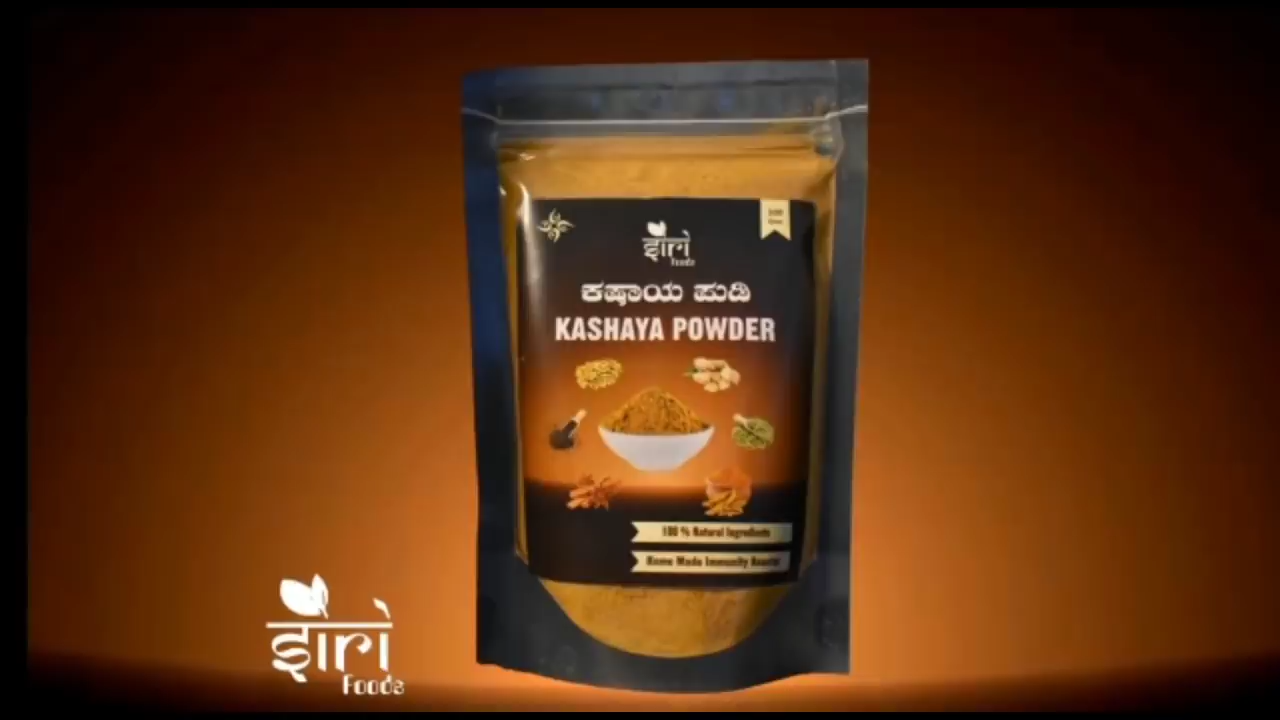 siri
Foods
ಕಷಾಯ ಪುಡಿ
KASHAYA POWDER
100 % Natural Ingredients
Home Made Immunity Booster
siri
Foods